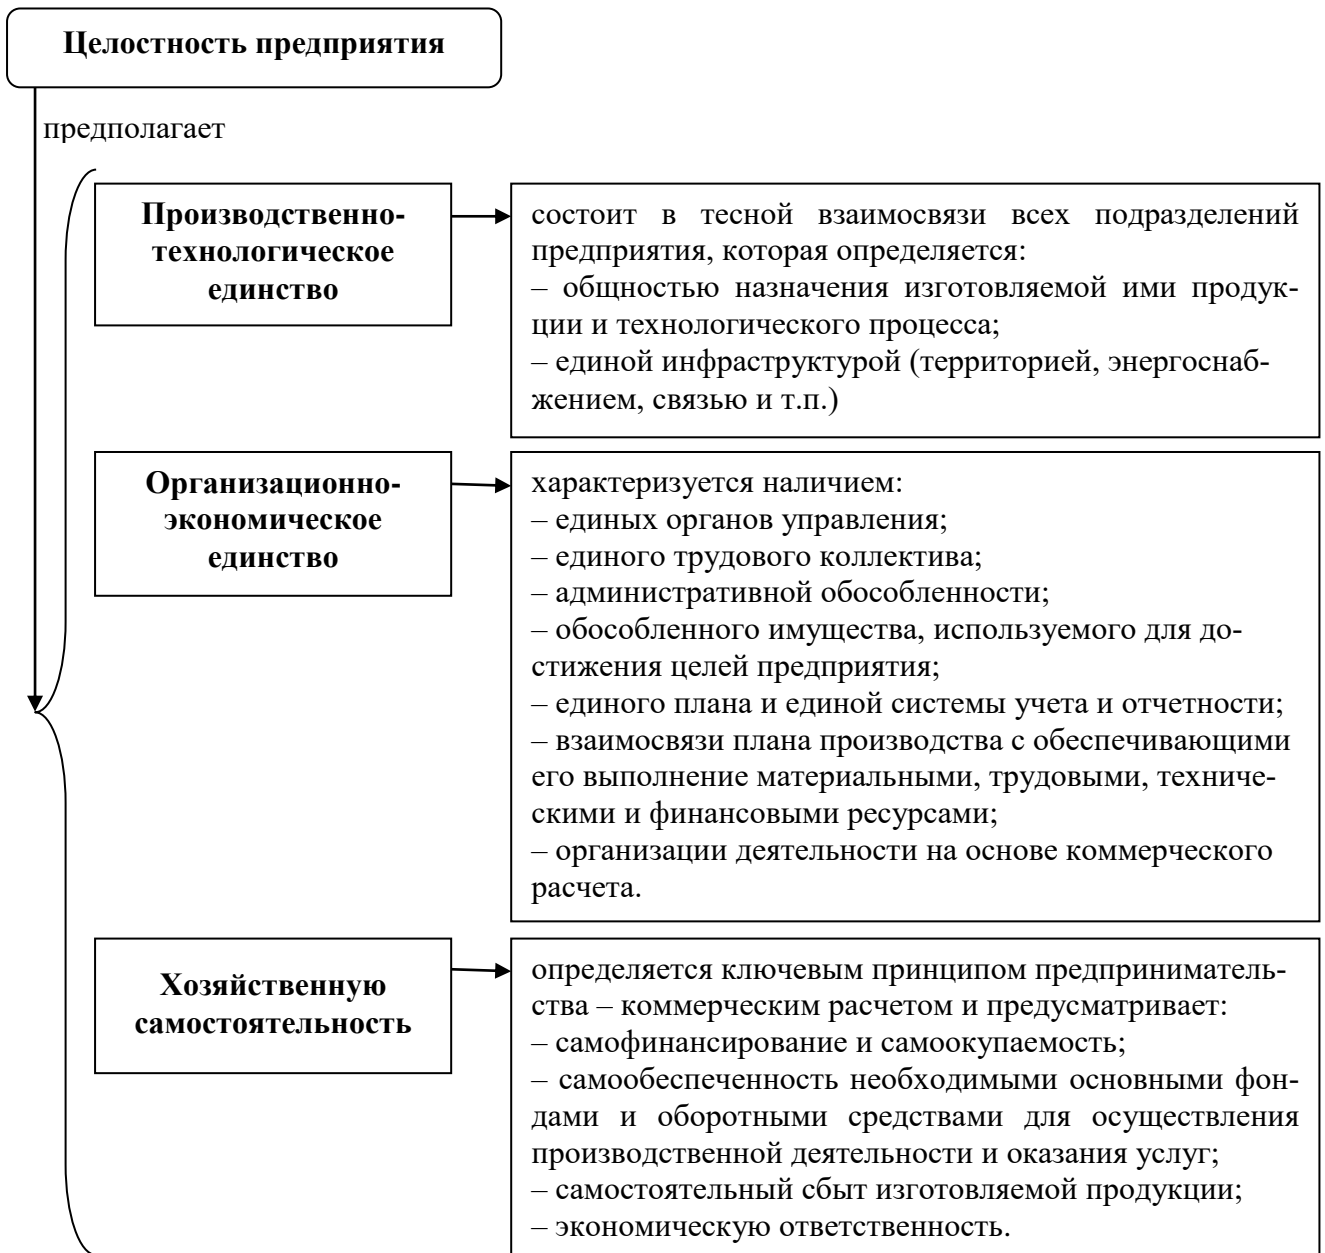 Целостность предприятия
предполагает
Производственно-
технологическое
единство
состоит в тесной взаимосвязи всех подразделений
предприятия, которая определяется:
– общностью назначения изготовляемой ими продук-
ции и технологического процесса;
– единой инфраструктурой (территорией, энергоснаб-
жением, связью и т.п.)
Организационно-
экономическое
единство
характеризуется наличием:
– единых органов управления;
– единого трудового коллектива;
– административной обособленности;
– обособленного имущества, используемого для до-
стижения целей предприятия;
– единого плана и единой системы учета и отчетности;
– взаимосвязи плана производства с обеспечивающими
его выполнение материальными, трудовыми, техниче-
скими и финансовыми ресурсами;
– организации деятельности на основе коммерческого
расчета.
Хозяйственную
самостоятельность
определяется ключевым принципом предприниматель-
ства – коммерческим расчетом и предусматривает:
– самофинансирование и самоокупаемость;
– самообеспеченность необходимыми основными фон-
дами и оборотными средствами для осуществления
производственной деятельности и оказания услуг;
– самостоятельный сбыт изготовляемой продукции;
– экономическую ответственность.